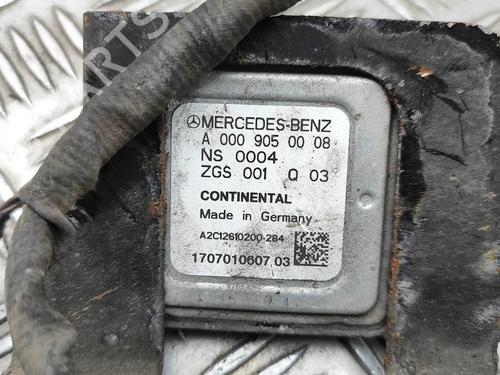 MERCEDES-BENZ
A 000 905 00 08
NS 0004
ZGS 001 Q 03
CONTINENTAL
Made in Germany
A2C12610200-284
1707010607 03